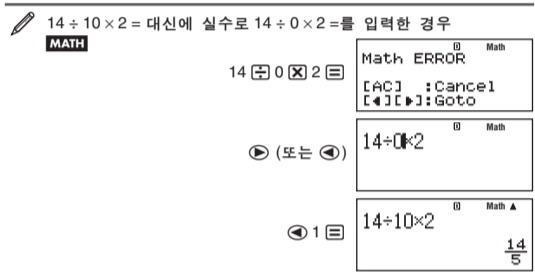 14 ÷ 10 × 2 = 대신에 실수로 14 ÷ 0 × 2 =를 입력한 경우
MATH
14 ÷ 0 × 2 =
D Math
Math ERROR
[AC] :Cancel
[◀][▶]:Goto
▶ (또는 ◀)
D Math
14÷0×2
◀ 1 =
D Math ▲
14÷10×2
14
5